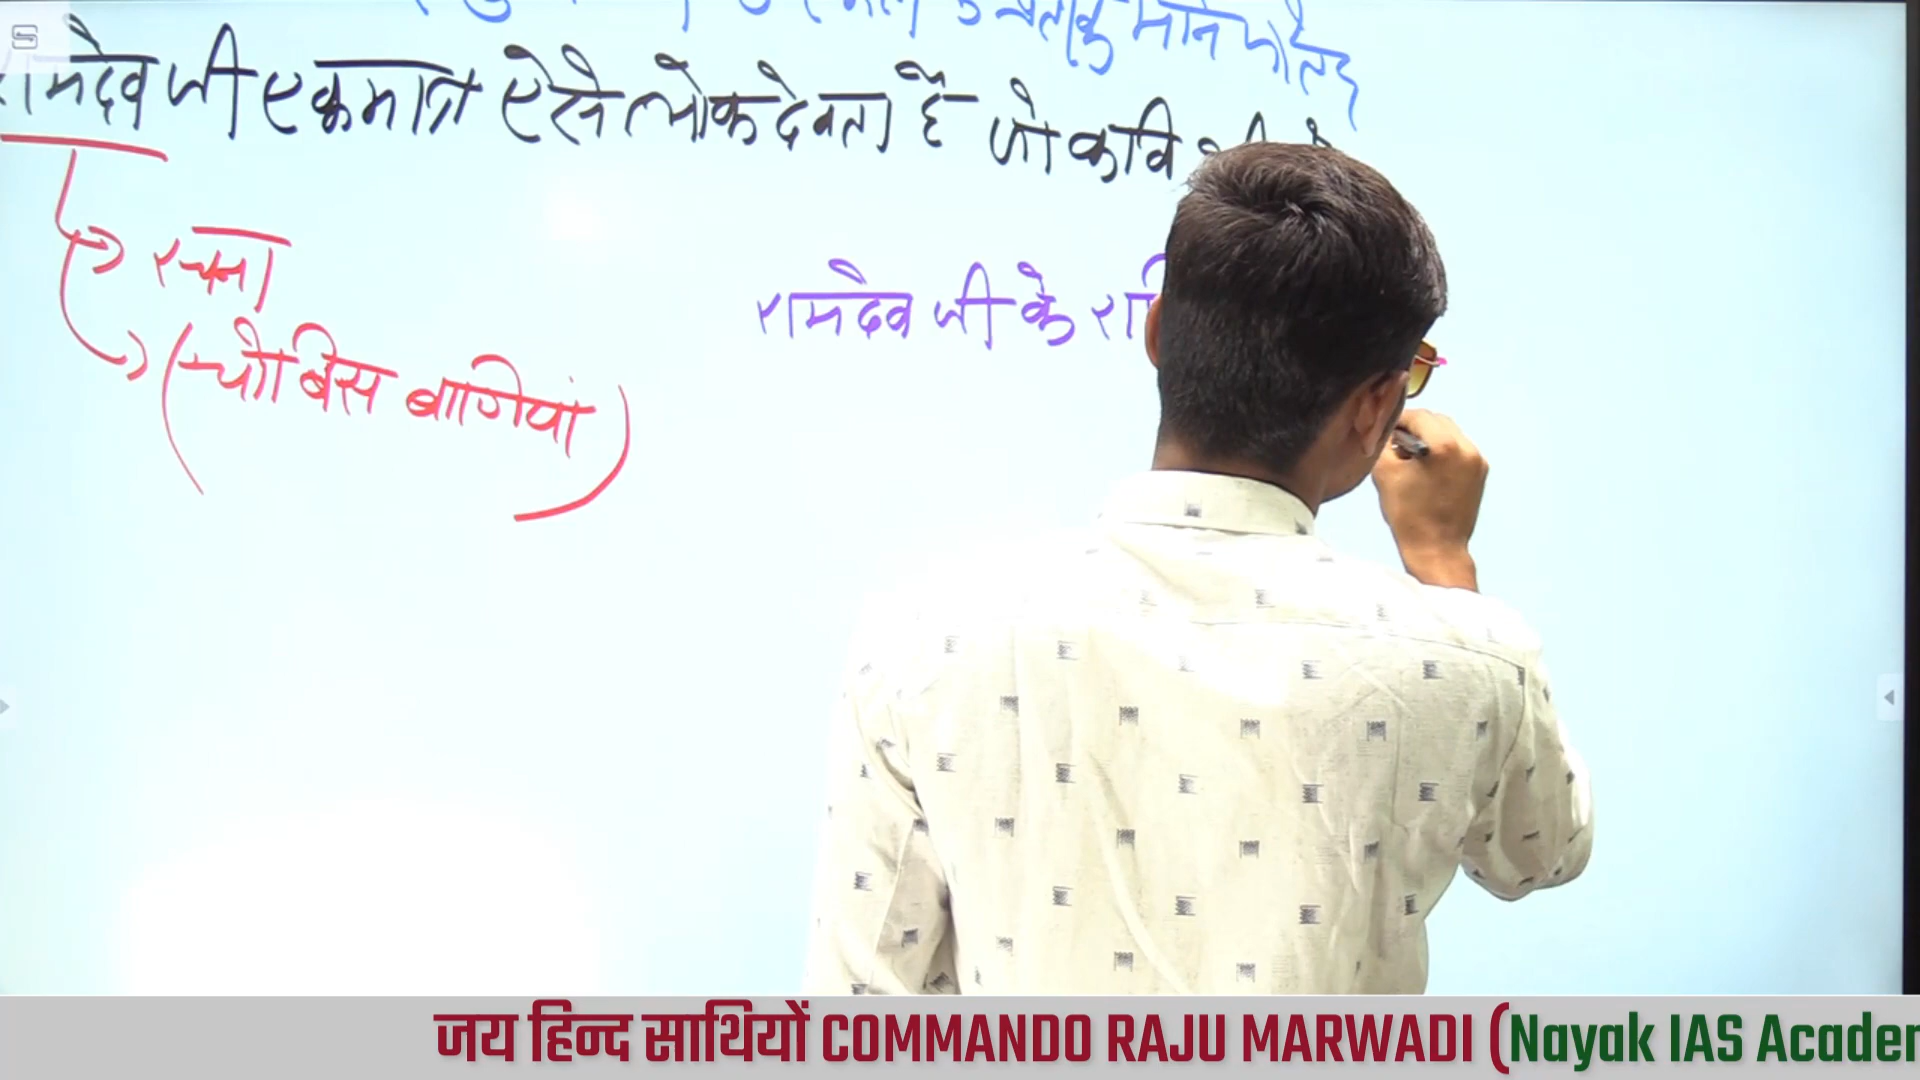 रामदेव जी एकमात्र ऐसे लोकदेवता है जो कवि
रचना
(चोबिस बाणियां)
रामदेव जी के
जय हिन्द साथियों COMMANDO RAJU MARWADI (Nayak IAS Acader